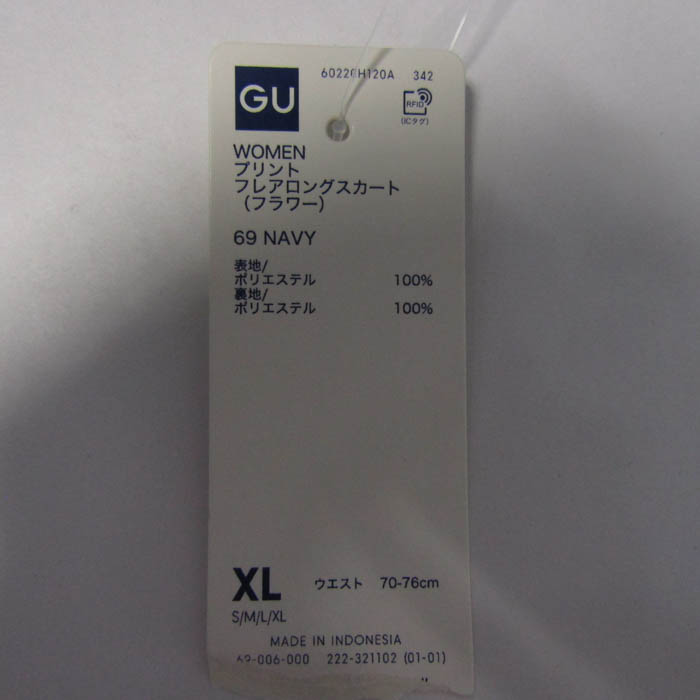 GU
342
RFID
(ICタグ)
WOMEN
プリント
フレアロングスカート
(フラワー)
69 NAVY
表地/
ポリエステル 100%
裏地/
ポリエステル 100%
XL ウエスト 70-76cm
S/M/L/XL
MADE IN INDONESIA
69-006-000 222-321102 (01-01)